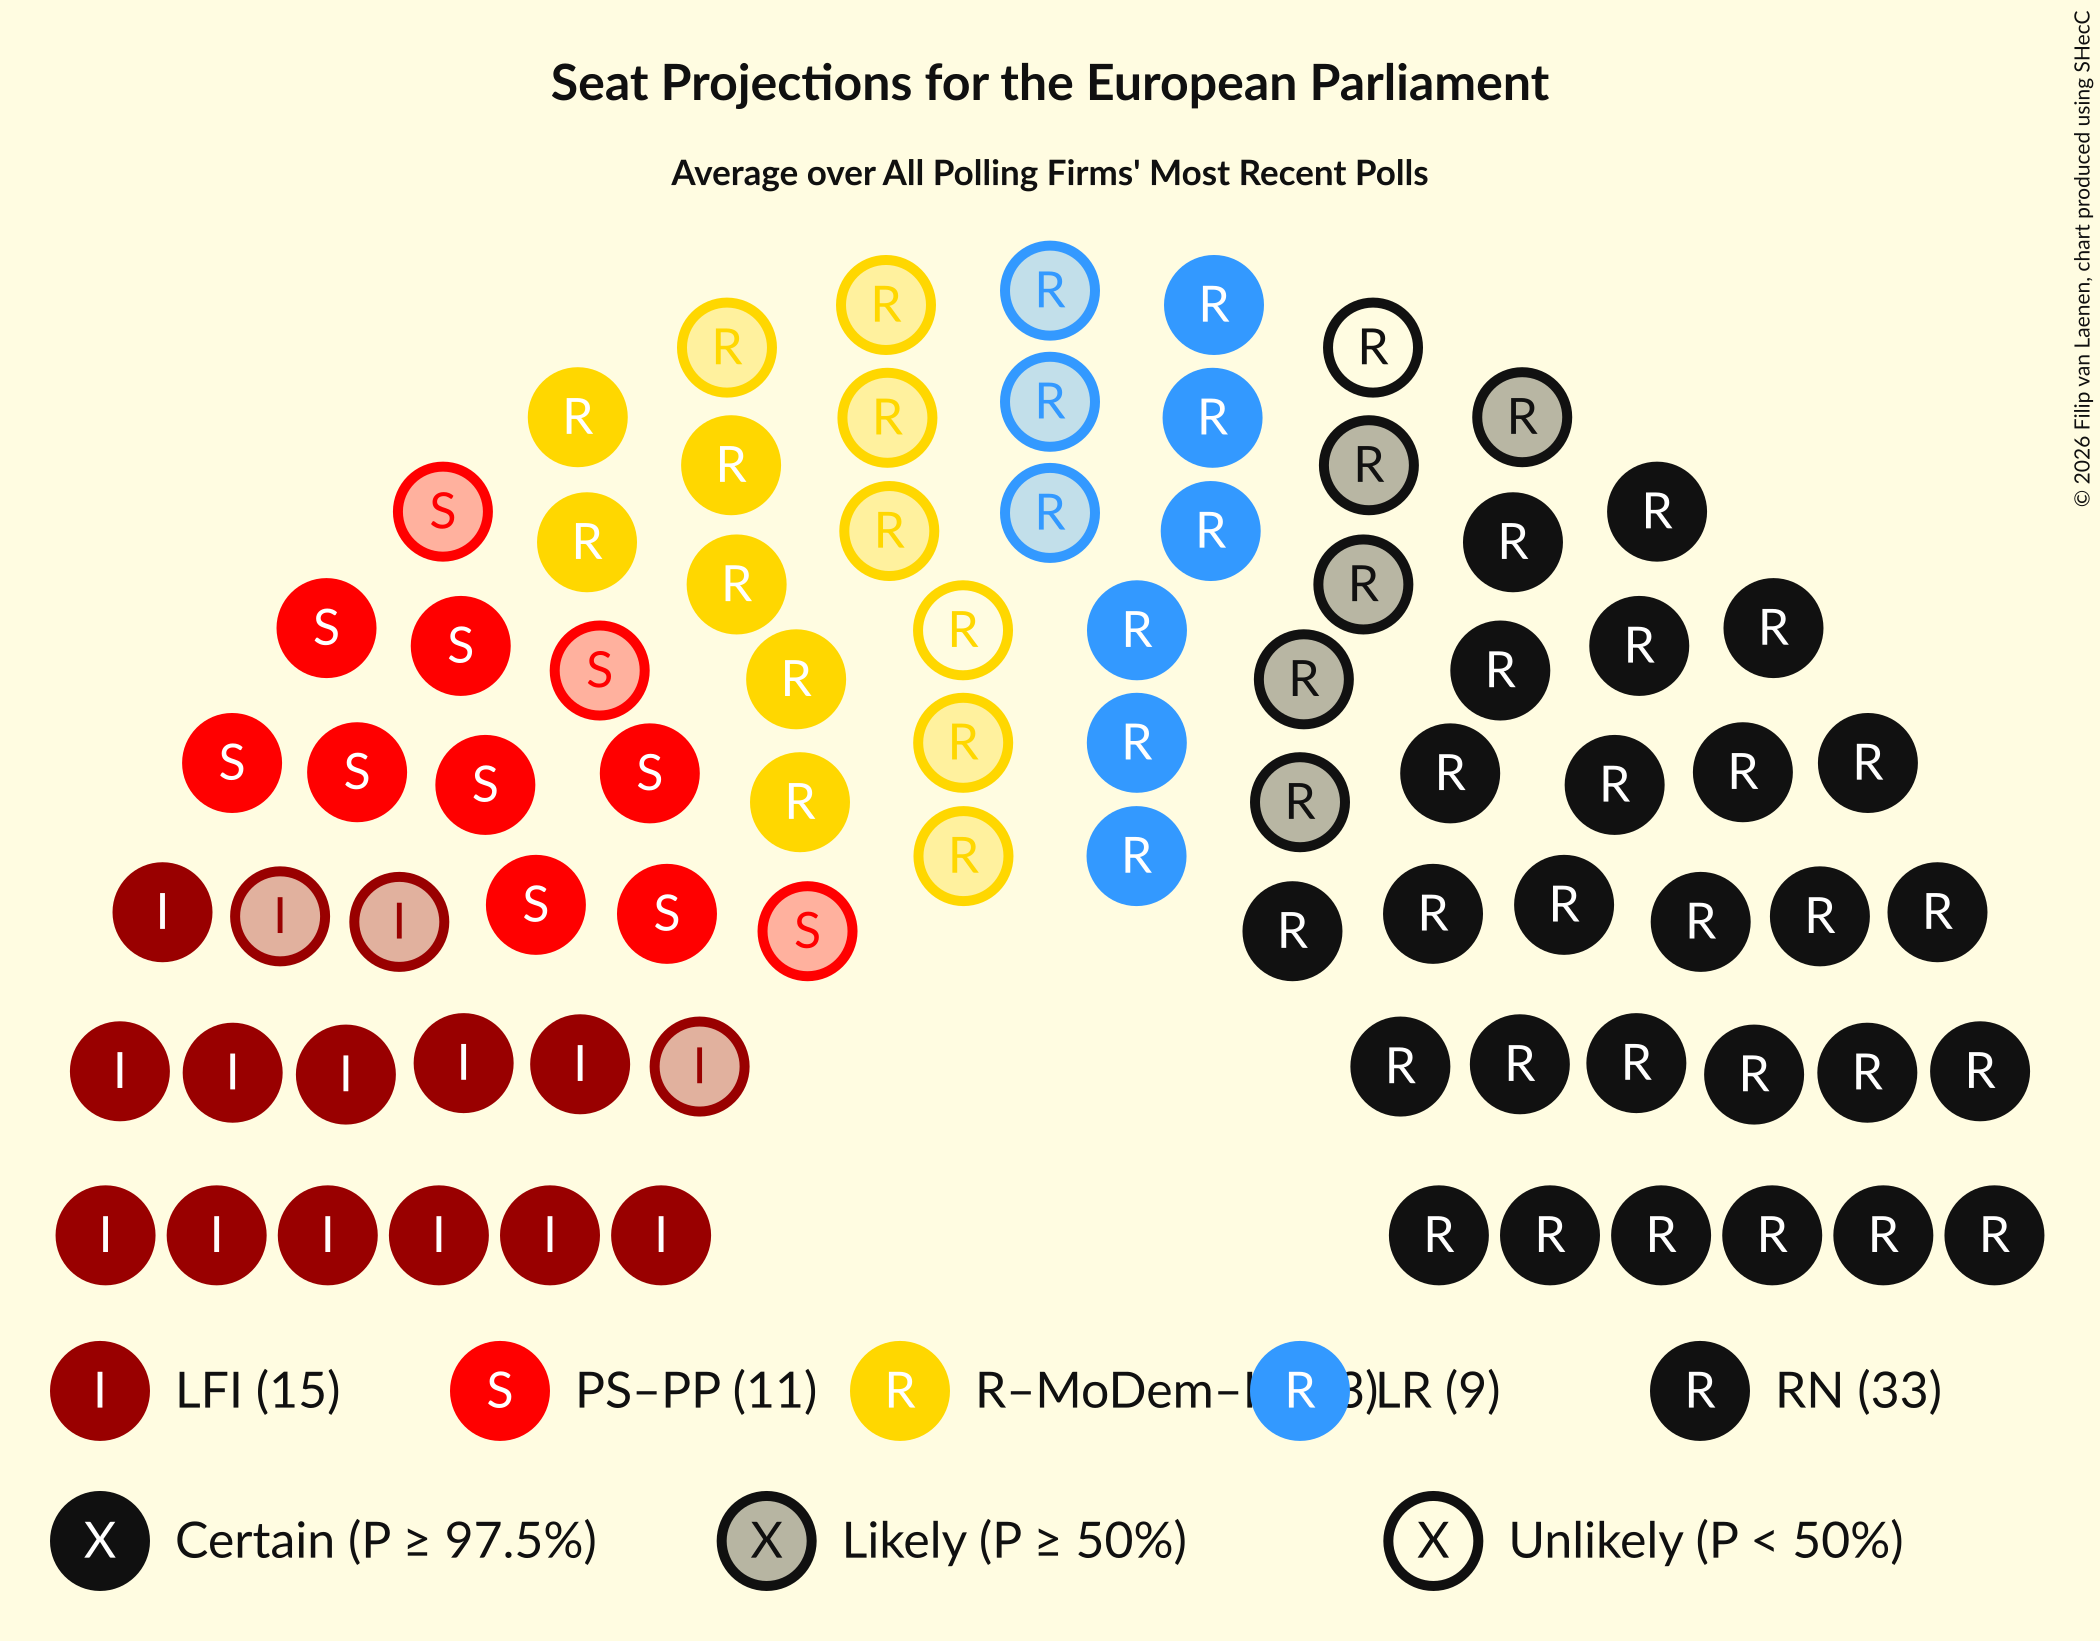 Seat Projections for the European Parliament
Average over All Polling Firms' Most Recent Polls
© 2026 Filip van Laenen, chart produced using SHecC
R R R R R
R R R R
R R R R
S R R R R R
S S R R R R R R
S R R R R
S S S S R R R R R R R R
I I I S S S R R R R R R R R
I I I I I I R R R R R R
I I I I I I R R R R R R
I LFI (15) S PS–PP (11) R R–MoDem– 3) R LR (9) R RN (33)
X Certain (P ≥ 97.5%) X Likely (P ≥ 50%) X Unlikely (P < 50%)